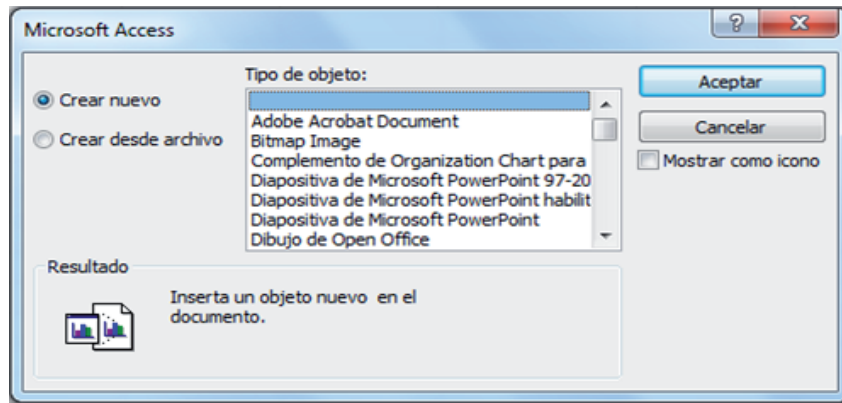 Microsoft Access
Tipo de objeto:
Crear nuevo
Crear desde archivo
Adobe Acrobat Document
Bitmap Image
Complemento de Organization Chart para
Diapositiva de Microsoft PowerPoint 97-20
Diapositiva de Microsoft PowerPoint habilit
Diapositiva de Microsoft PowerPoint
Dibujo de Open Office
Aceptar
Cancelar
Mostrar como icono
Resultado
Inserta un objeto nuevo en el
documento.